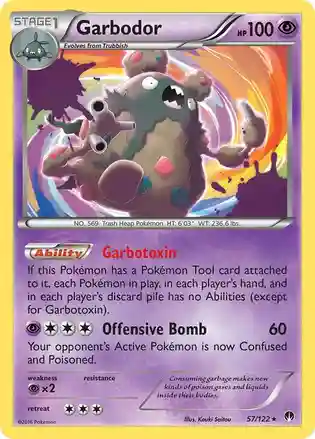 STAGE1
Garbodor
HP100
Evolves from Trubbish
NO. 569 Trash Heap Pokémon HT: 6'03" WT: 236.6 lbs.
Ability Garbotoxin
If this Pokémon has a Pokémon Tool card attached
to it, each Pokémon in play, in each player's hand, and
in each player's discard pile has no Abilities (except
for Garbotoxin).
Offensive Bomb 60
Your opponent's Active Pokémon is now Confused
and Poisoned.
weakness resistance
×2
retreat
Consuming garbage makes new
kinds of poison gases and liquids
inside their bodies.
Illus. Kouki Saitou 57/122 ★
©2016 Pokémon